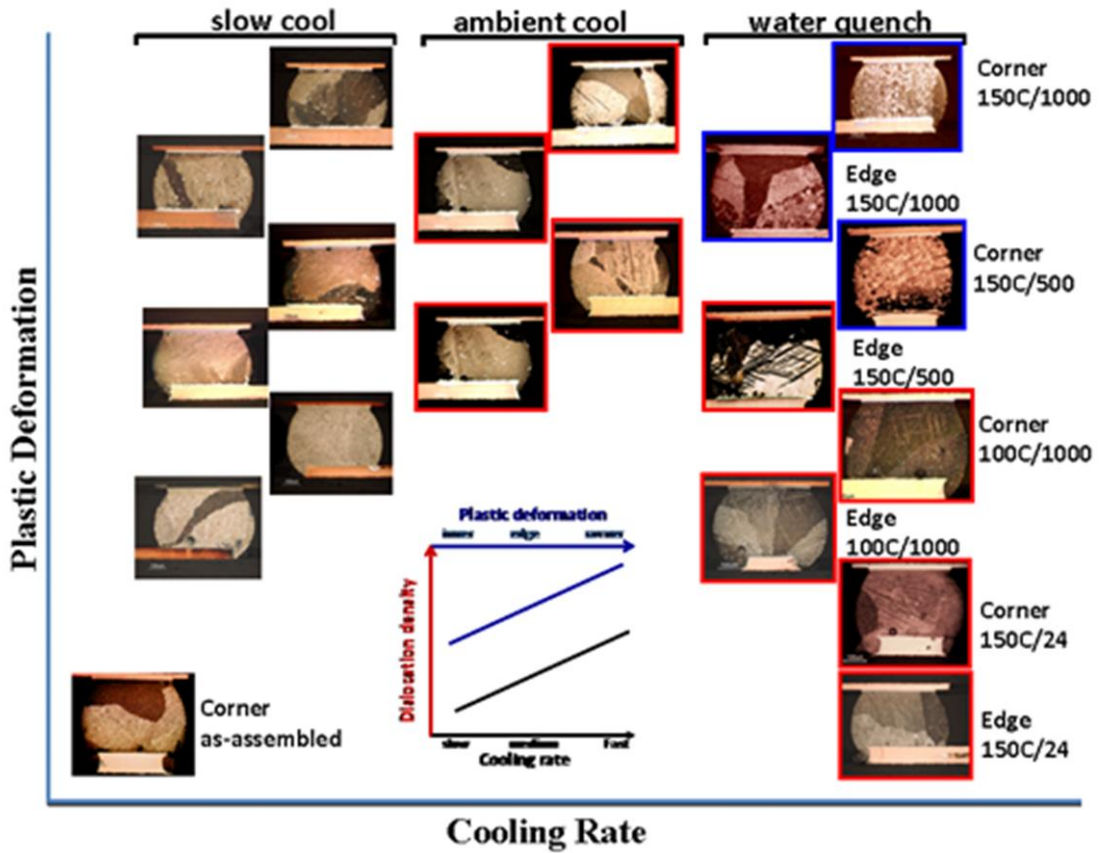 slow cool
ambient cool
water quench
Corner
150C/1000
Edge
150C/1000
Corner
150C/500
Edge
150C/500
Corner
100C/1000
Edge
100C/1000
Corner
150C/24
Edge
150C/24
Corner
as-assembled
Plastic Deformation
Cooling Rate
Plastic deformation
edge
Dislocation density
slow
medium
Fast
Cooling rate